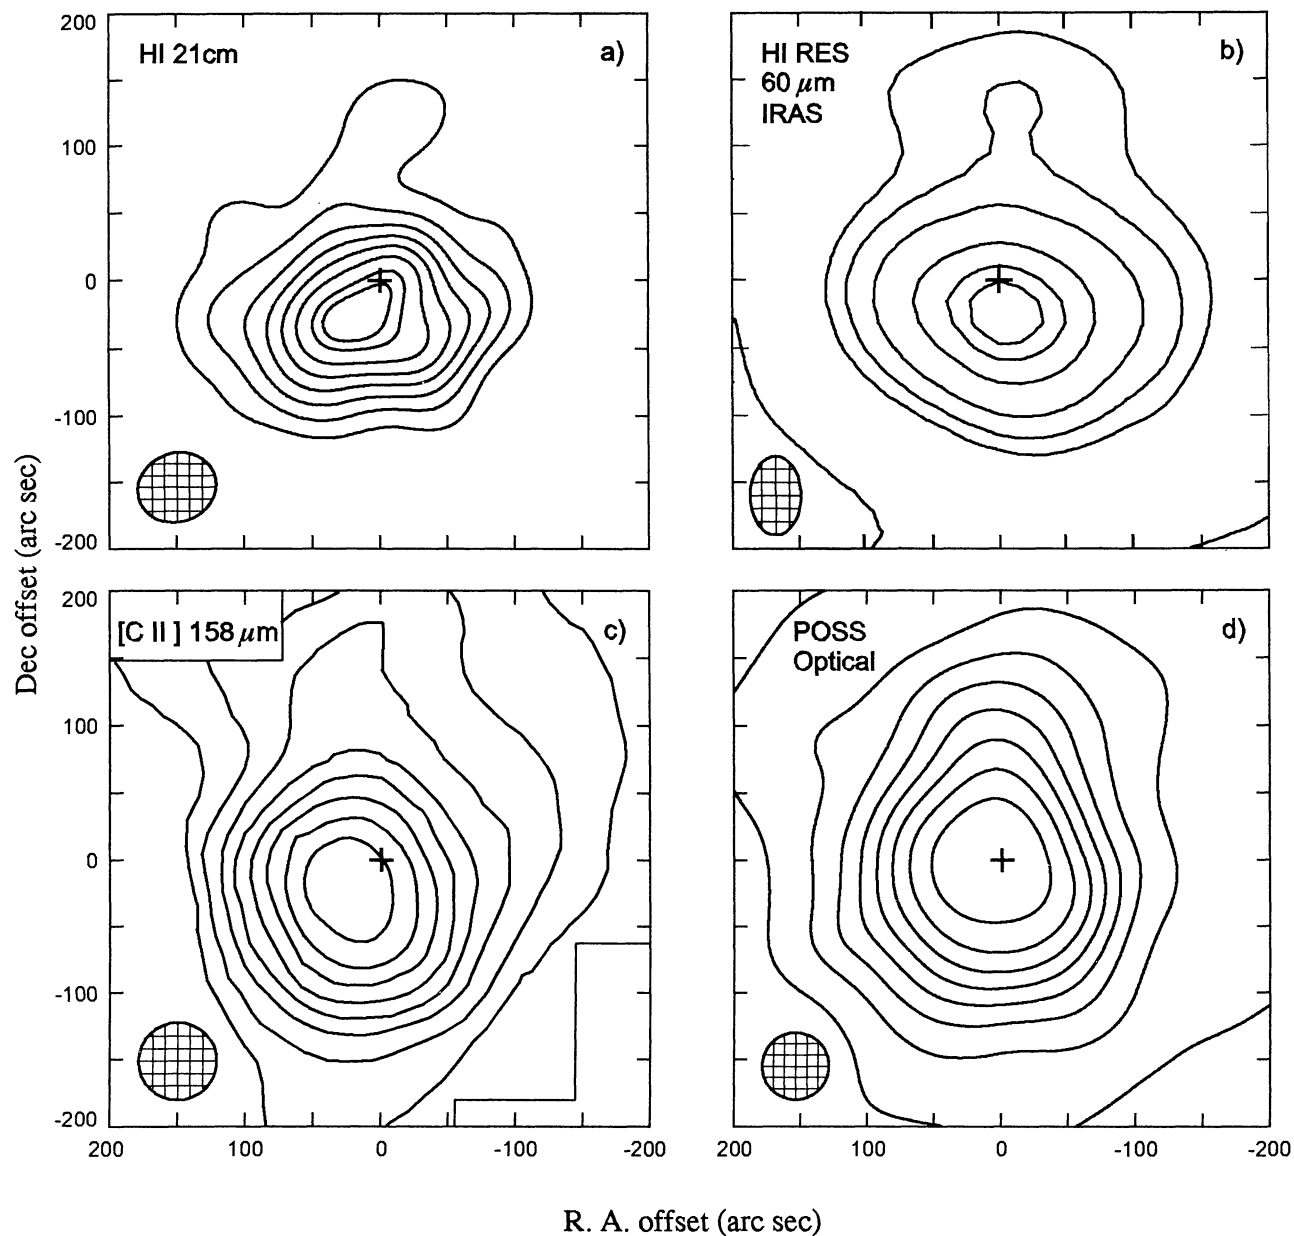 HI 21cm
a)
200
100
0
-100
-200
HI RES
60 μm
IRAS
b)
[C II ] 158 μm
c)
200
100
0
-100
-200
200
100
0
-100
-200
POSS
Optical
d)
200
100
0
-100
-200
Dec offset (arc sec)
R. A. offset (arc sec)